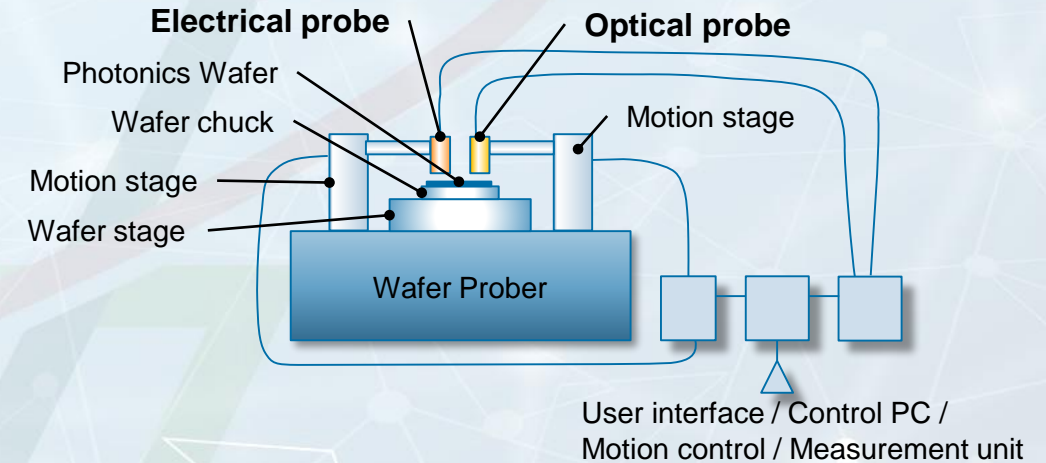 Electrical probe
Optical probe
Photonics Wafer
Wafer chuck
Motion stage
Motion stage
Wafer stage
Wafer Prober
User interface / Control PC /
Motion control / Measurement unit